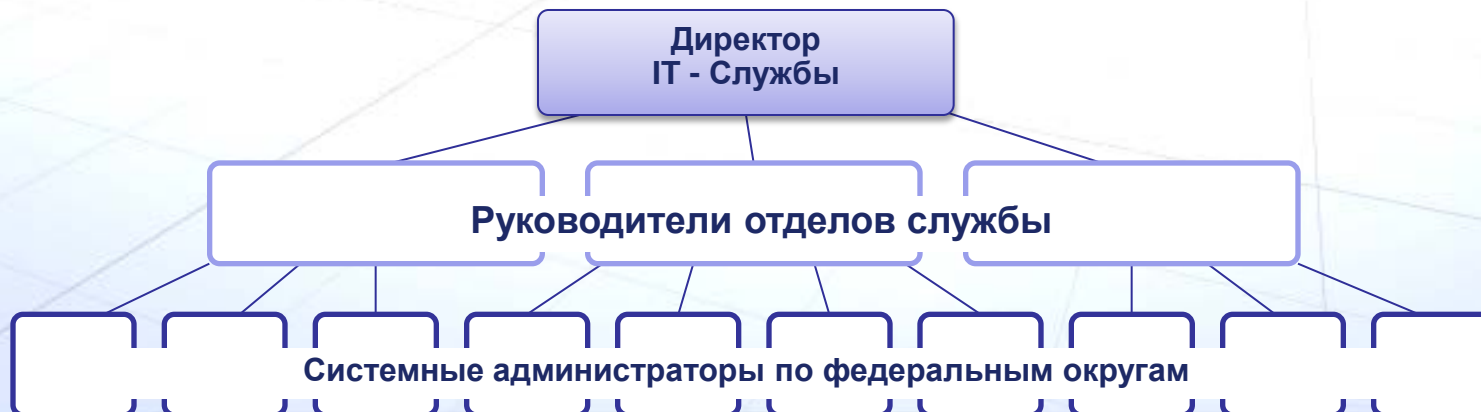 Директор
IT - Службы
Руководители отделов службы
Системные администраторы по федеральным округам